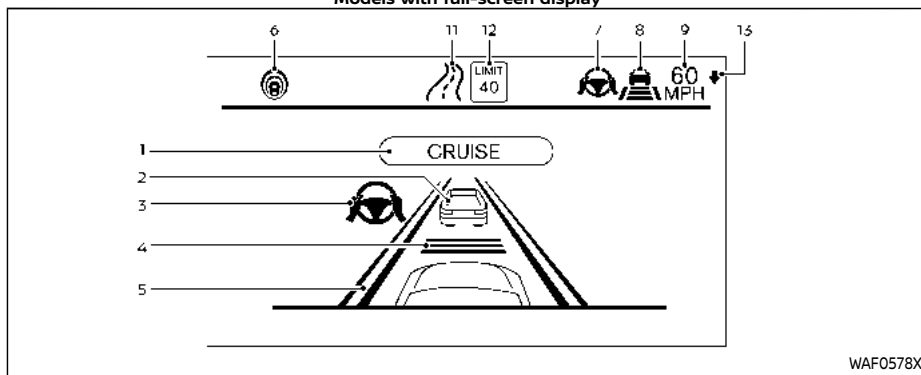 Models with full-screen display
6 11 12 7 8 9 13
LIMIT
40
60
MPH
1 CRUISE
2
3
4
5
WAF0578X